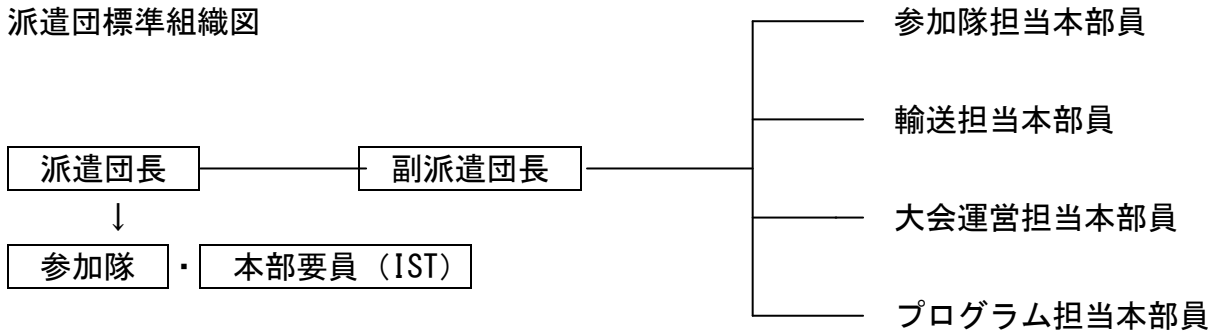 派遣団標準組織図
参加隊担当本部員
輸送担当本部員
派遣団長 副派遣団長
↓
大会運営担当本部員
参加隊・本部要員（IST）
プログラム担当本部員